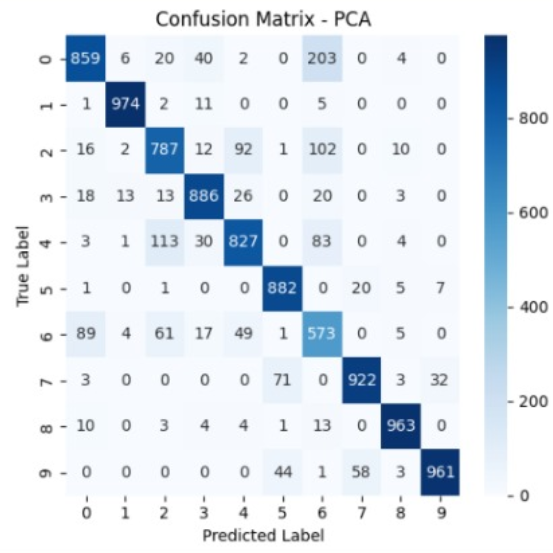 Confusion Matrix - PCA
0 859 6 20 40 2 0 203 0 4 0
1 1 974 2 11 0 0 5 0 0 0
2 16 2 787 12 92 1 102 0 10 0
3 18 13 13 886 26 0 20 0 3 0
4 3 1 113 30 827 0 83 0 4 0
5 1 0 1 0 0 882 0 20 5 7
6 89 4 61 17 49 1 573 0 5 0
7 3 0 0 0 0 71 0 922 3 32
8 10 0 3 4 4 1 13 0 963 0
9 0 0 0 0 0 44 1 58 3 961
0 1 2 3 4 5 6 7 8 9
Predicted Label
True Label
800
600
400
200
0